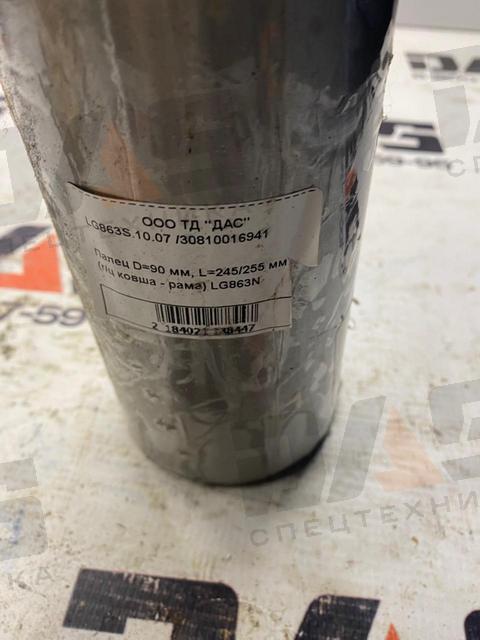 ООО ТД "ДАС"
LG863S.10.07 /30810016941
Палец D=90 мм, L=245/255 мм
(гц ковша - рама) LG863N
СПЕЦТЕХНИ